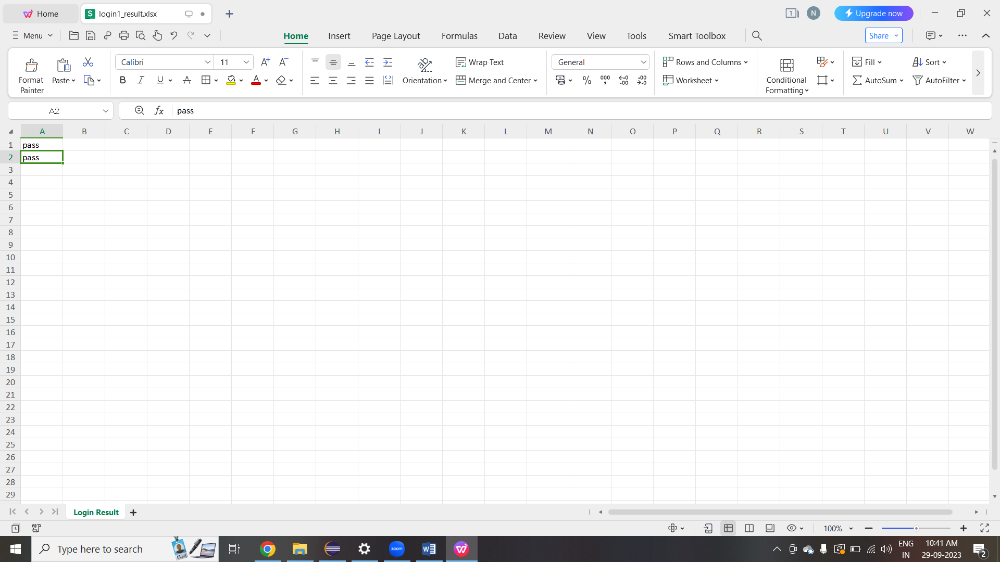 Home
login1_result.xlsx
1
N
Upgrade now
Menu
Home
Insert
Page Layout
Formulas
Data
Review
View
Tools
Smart Toolbox
Share
Format
Painter
Paste
Calibri
11
Orientation
Wrap Text
Merge and Center
General
Rows and Columns
Worksheet
Conditional
Formatting
Fill
AutoSum
Sort
AutoFilter
A2
fx
pass
A B C D E F G H I J K L M N O P Q R S T U V W
1 pass
2 pass
3
4
5
6
7
8
9
10
11
12
13
14
15
16
17
18
19
20
21
22
23
24
25
26
27
28
29
Login Result
100%
Type here to search
zoom
ENG
IN
10:41 AM
29-09-2023
2